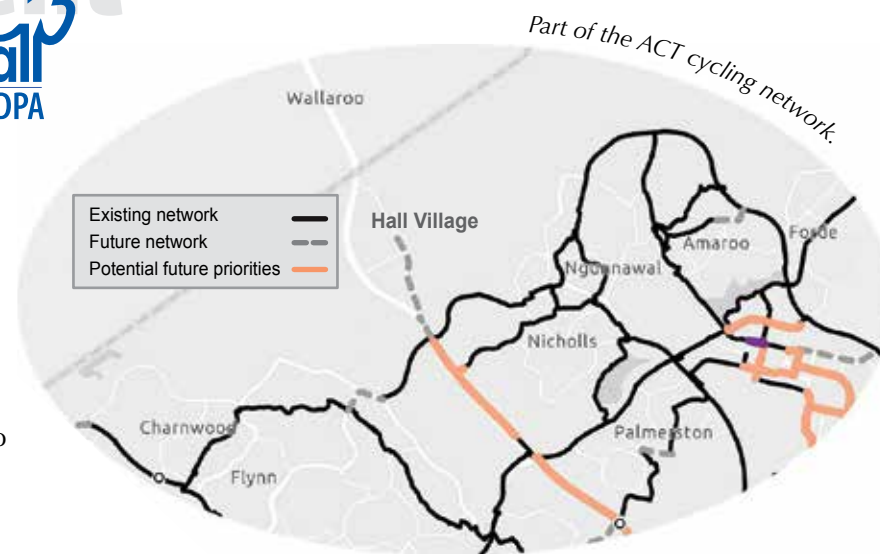 Part of the ACT cycling network.
all
OPA
Wallaroo
Existing network
Future network
Potential future priorities
Hall Village
Forde
Amaroo
Ngunnawal
Nicholls
Charnwood
Palmerston
Flynn